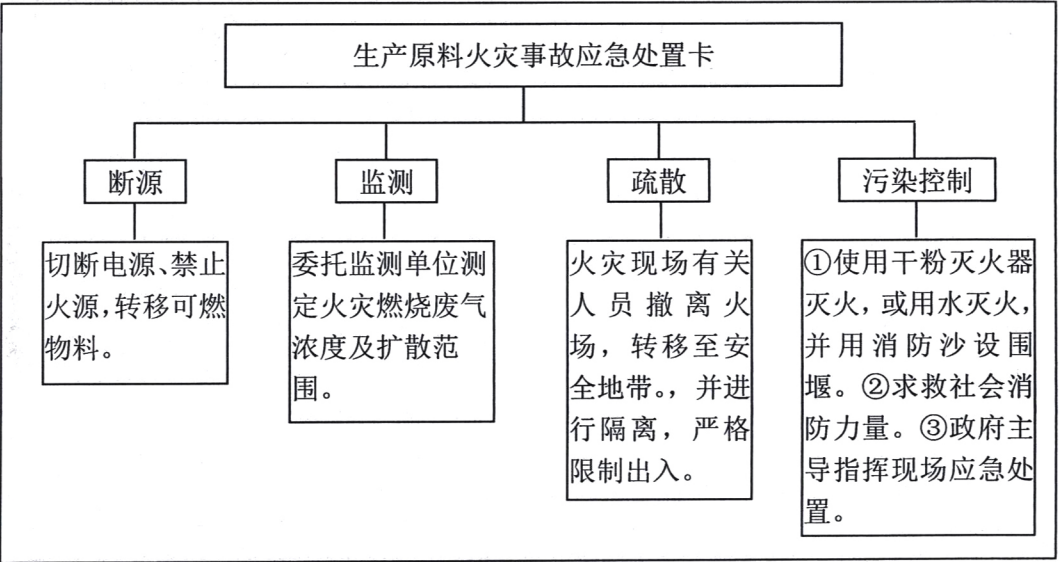 生产原料火灾事故应急处置卡
断源
监测
疏散
污染控制
切断电源、禁止
火源,转移可燃
物料。
委托监测单位测
定火灾燃烧废气
浓度及扩散范
围。
火灾现场有关
人员撤离火
场，转移至安
全地带。，并进
行隔离，严格
限制出入。
①使用干粉灭火器
灭火，或用水灭火，
并用消防沙设围
堰。②求救社会消
防力量。③政府主
导指挥现场应急处
置。